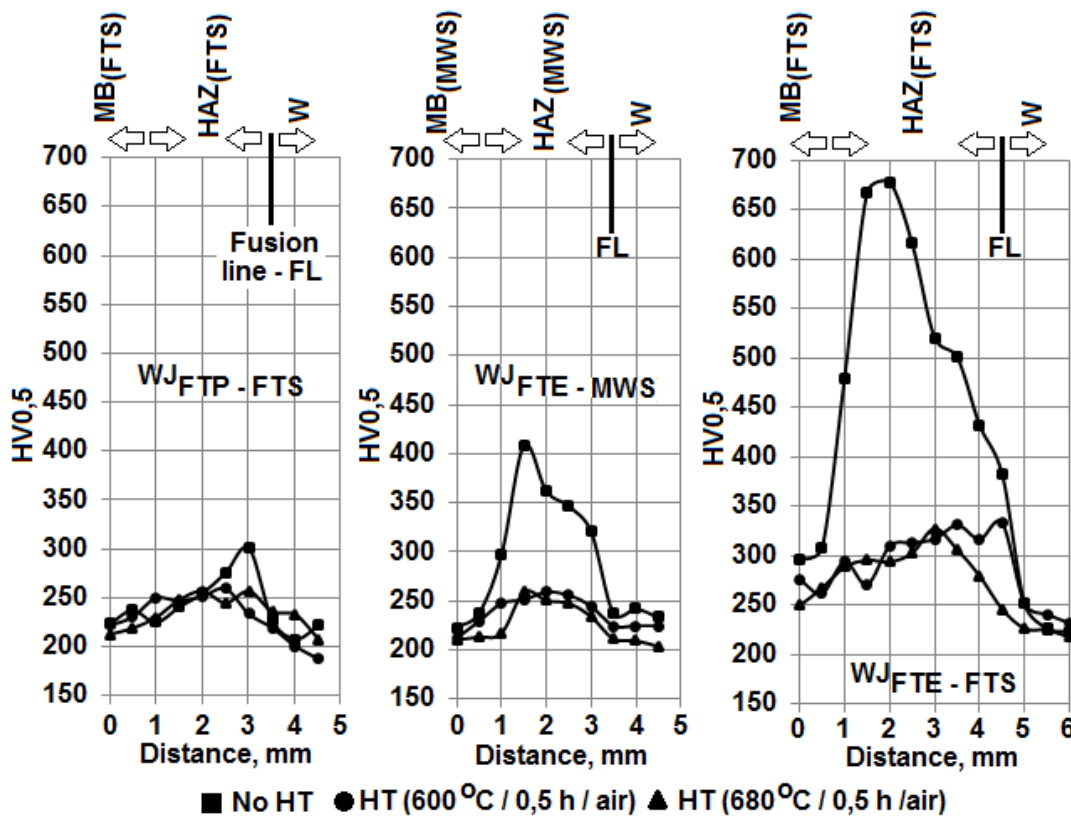 MB(FTS)
HAZ(FTS)
W
700
650
600
550
500
450
400
350
300
250
200
150
HV0,5
Fusion
line - FL
WJFTP - FTS
0 1 2 3 4 5
Distance, mm
MB(MWS)
HAZ(MWS)
W
700
650
600
550
500
450
400
350
300
250
200
150
HV0,5
FL
WJFTE - MWS
0 1 2 3 4 5
Distance, mm
MB(FTS)
HAZ(FTS)
W
700
650
600
550
500
450
400
350
300
250
200
150
HV0,5
FL
WJFTE - FTS
0 1 2 3 4 5 6
Distance, mm
No HT HT (600 OC / 0,5 h / air) HT (680 OC / 0,5 h /air)